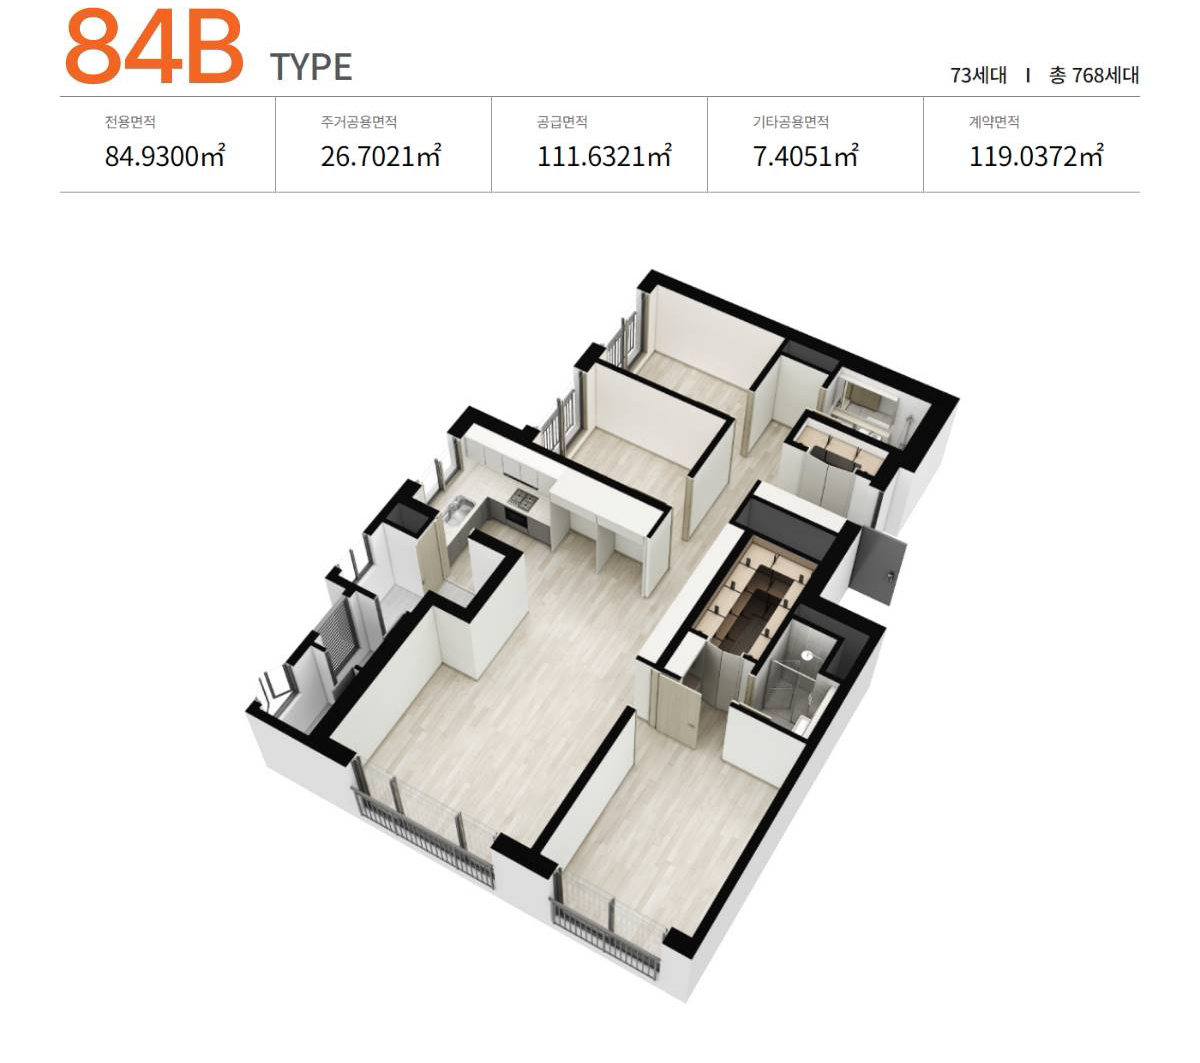 84B TYPE
73세대 I 총 768세대
전용면적
84.9300㎡
주거공용면적
26.7021㎡
공급면적
111.6321㎡
기타공용면적
7.4051㎡
계약면적
119.0372㎡